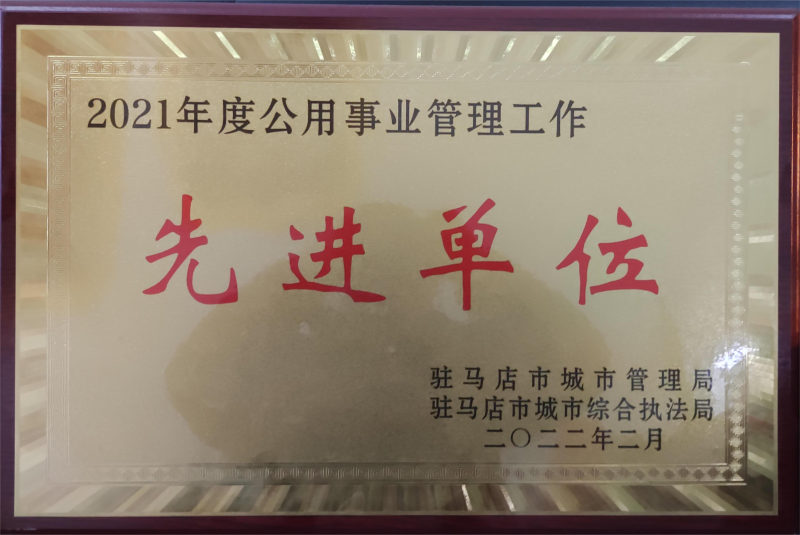 2021年度公用事业管理工作
先进单位
驻马店市城市管理局
驻马店市城市综合执法局
二〇二二年二月